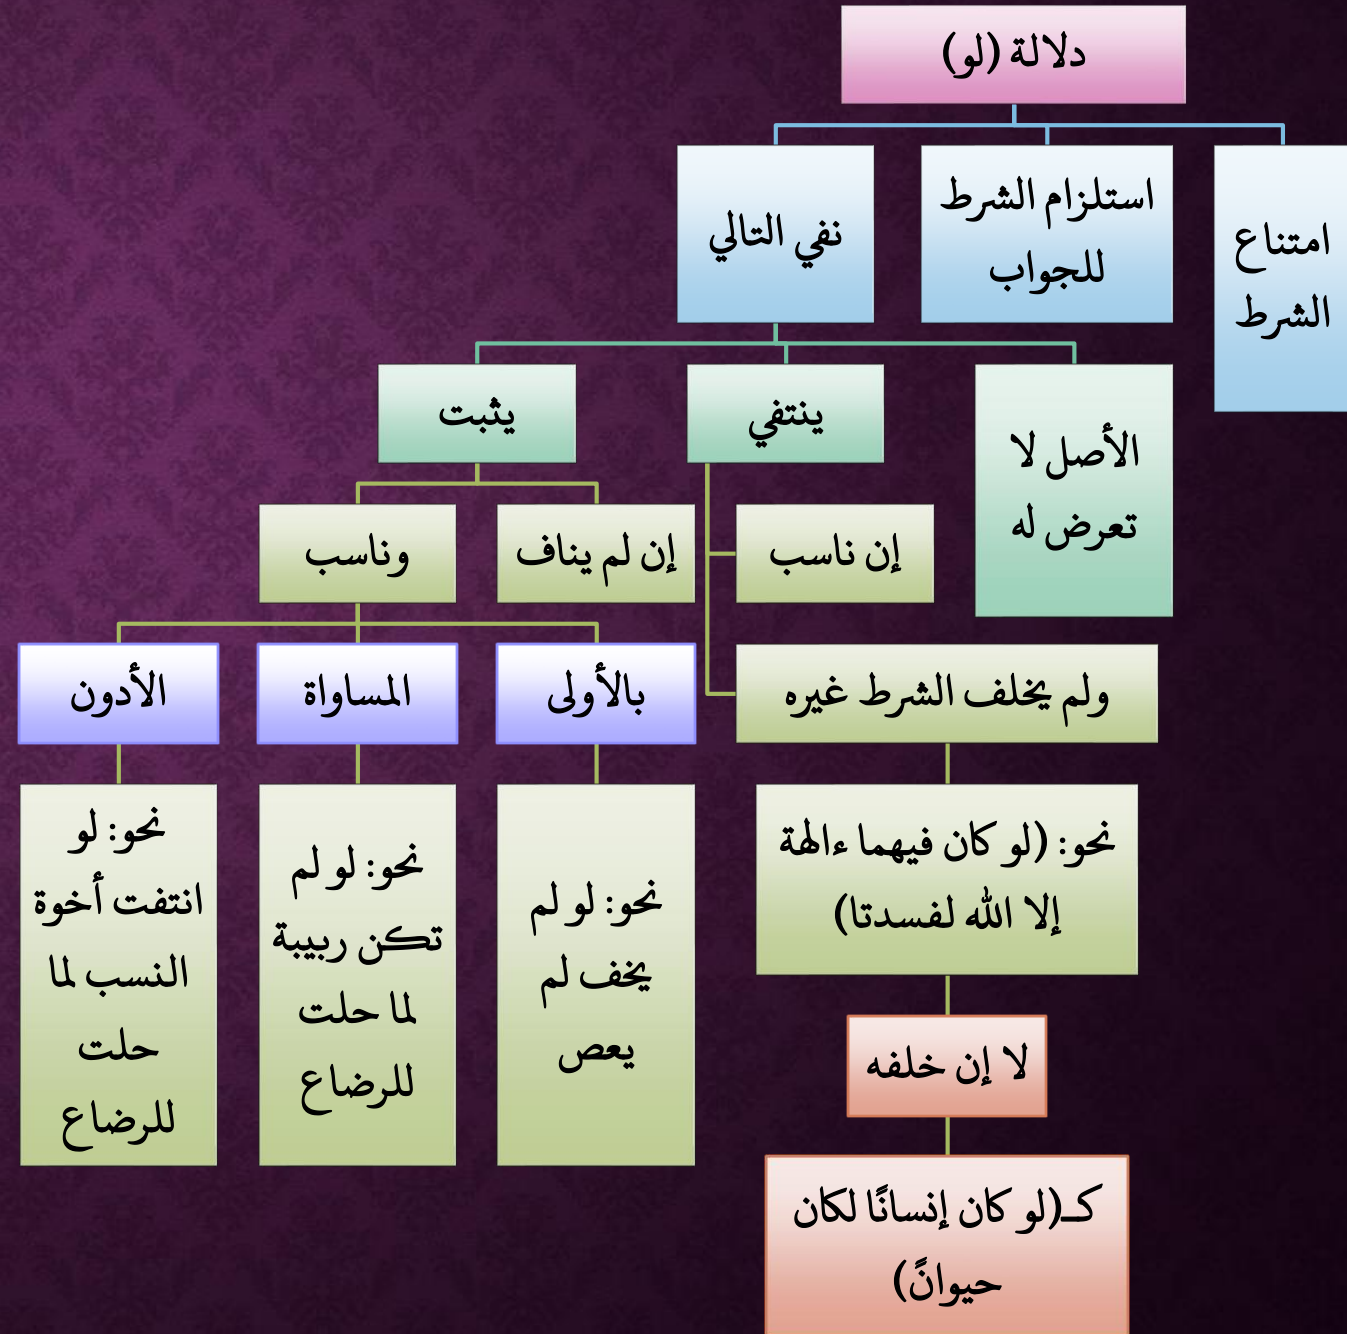 دلالة (لو)
امتناع
الشرط
استلزام الشرط
للجواب
نفي التالي
الأصل لا
تعرض له
ينتفي
يثبت
إن ناسب
إن لم يناف
وناسب
ولم يخلف الشرط غيره
بالأولى
المساواة
الأدون
نحو: (لو كان فيهما ءالهة
إلا الله لفسدتا)
نحو: لو لم
يخف لم
يعص
نحو: لو لم
تكن ربيبة
لما حلت
للرضاع
نحو: لو
انتفت أخوة
النسب لما
حلت
للرضاع
لا إن خلفه
كـ(لو كان إنسانًا لكان
حيوانً)